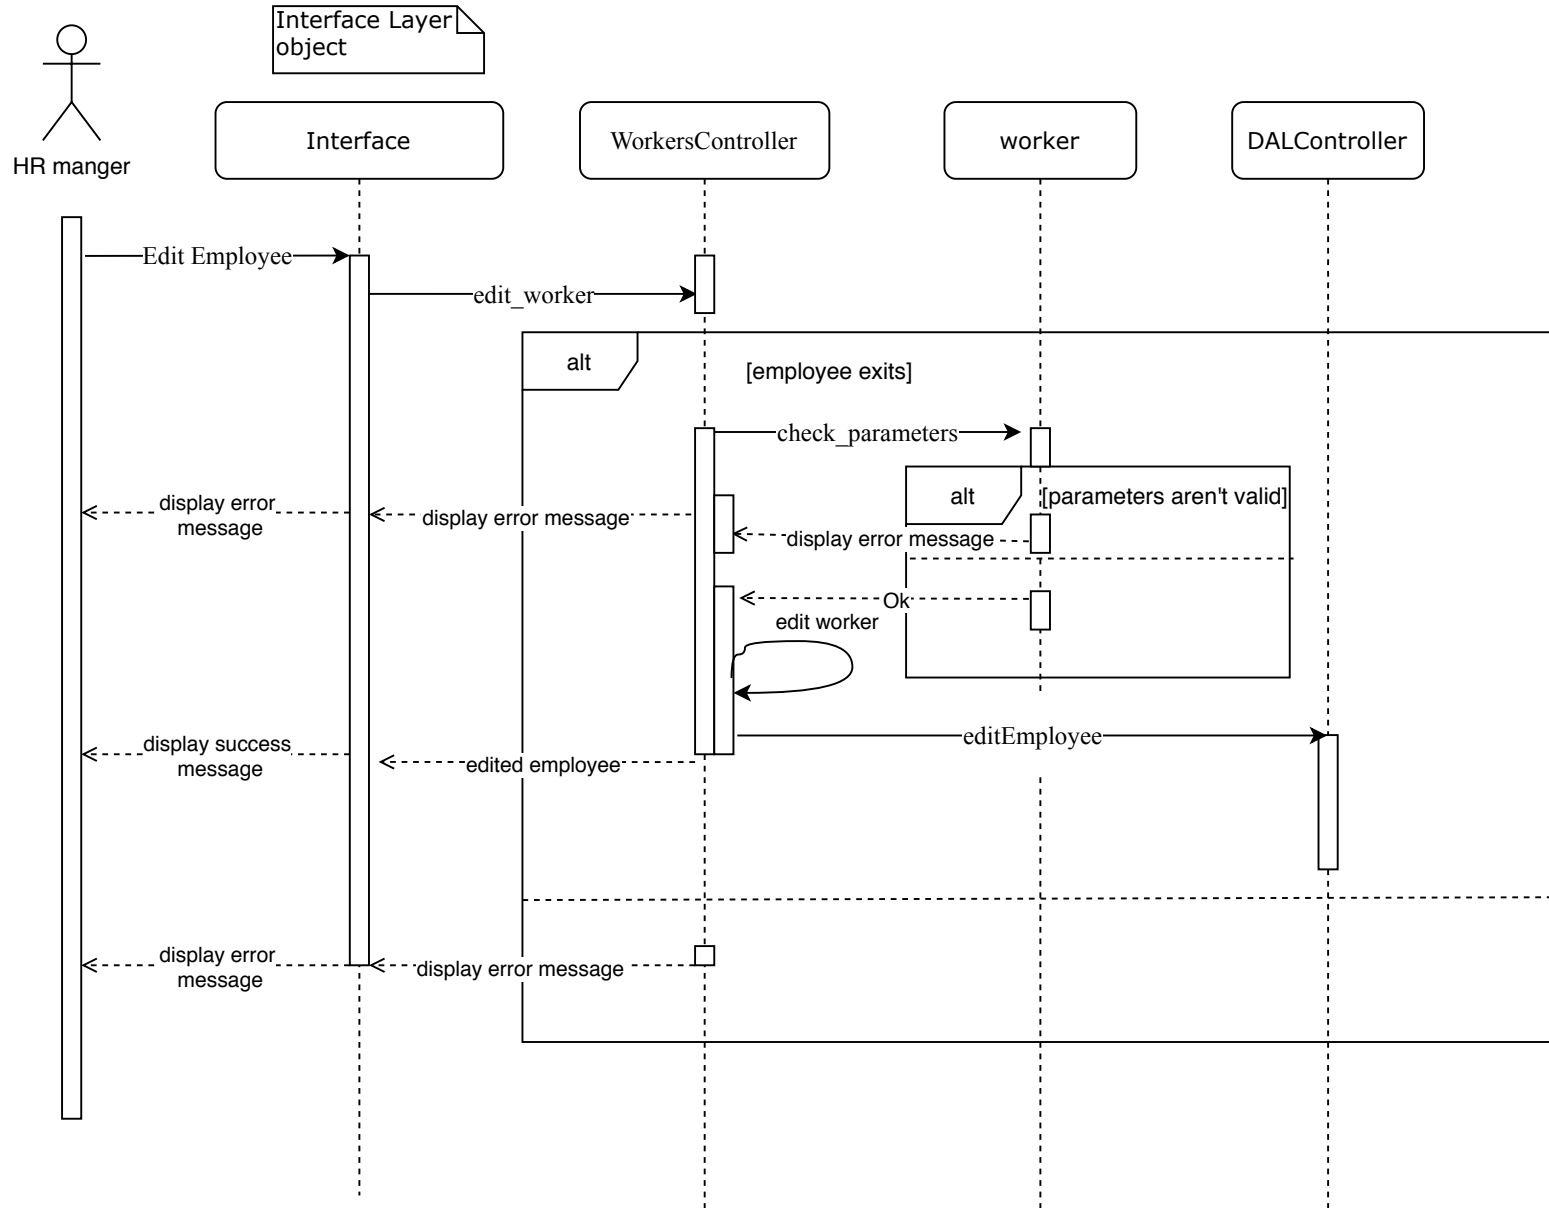 Interface Layer
object
HR manger
Interface
WorkersController
worker
DALController
Edit Employee
edit_worker
alt
[employee exits]
check_parameters
alt
[parameters aren't valid]
display error
message
display error message
display error message
Ok
edit worker
editEmployee
display success
message
edited employee
display error
message
display error message